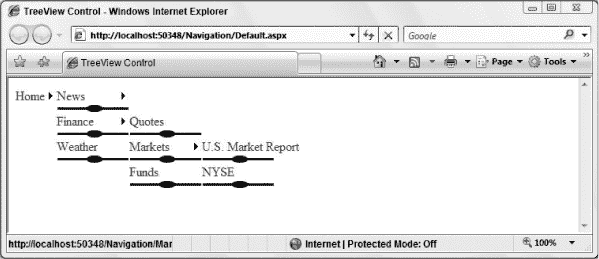 TreeView Control - Windows Internet Explorer
http://localhost:50348/Navigation/Default.aspx
Google
TreeView Control
Page
Tools
Home News
Finance Quotes
Weather Markets U.S. Market Report
Funds NYSE
http://localhost:50348/Navigation/Mar
Internet | Protected Mode: Off
100%